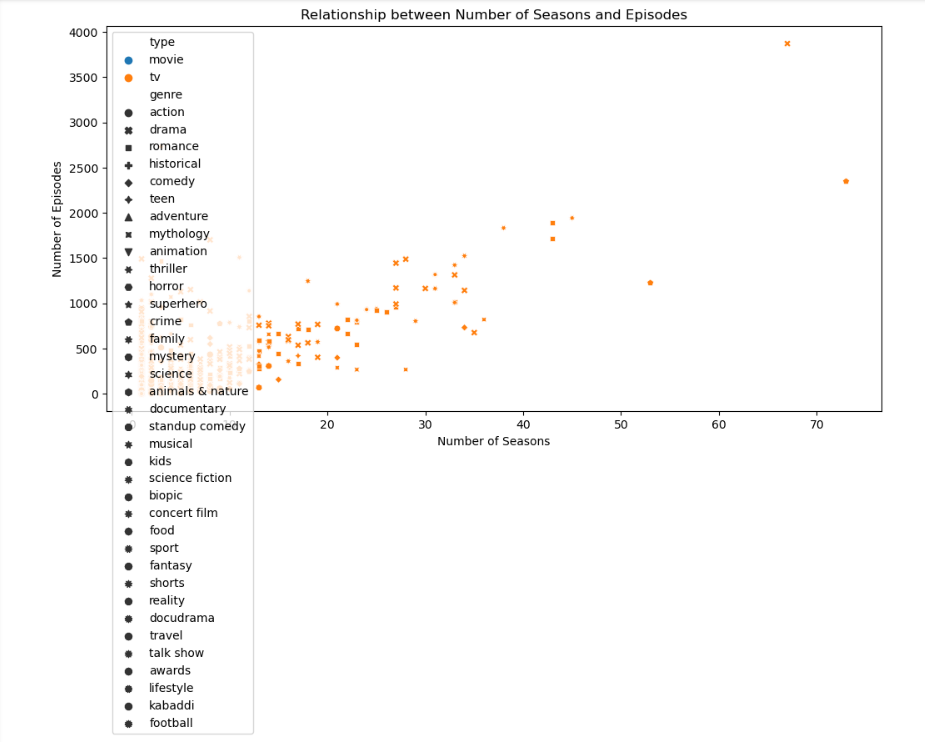 Relationship between Number of Seasons and Episodes
4000
3500
3000
2500
2000
1500
1000
500
0
Number of Episodes
type
movie
tv
genre
action
drama
romance
historical
comedy
teen
adventure
mythology
animation
thriller
horror
superhero
crime
family
mystery
science
animals & nature
documentary
standup comedy
musical
kids
science fiction
biopic
concert film
food
sport
fantasy
shorts
reality
docudrama
travel
talk show
awards
lifestyle
kabaddi
football
0 10 20 30 40 50 60 70
Number of Seasons